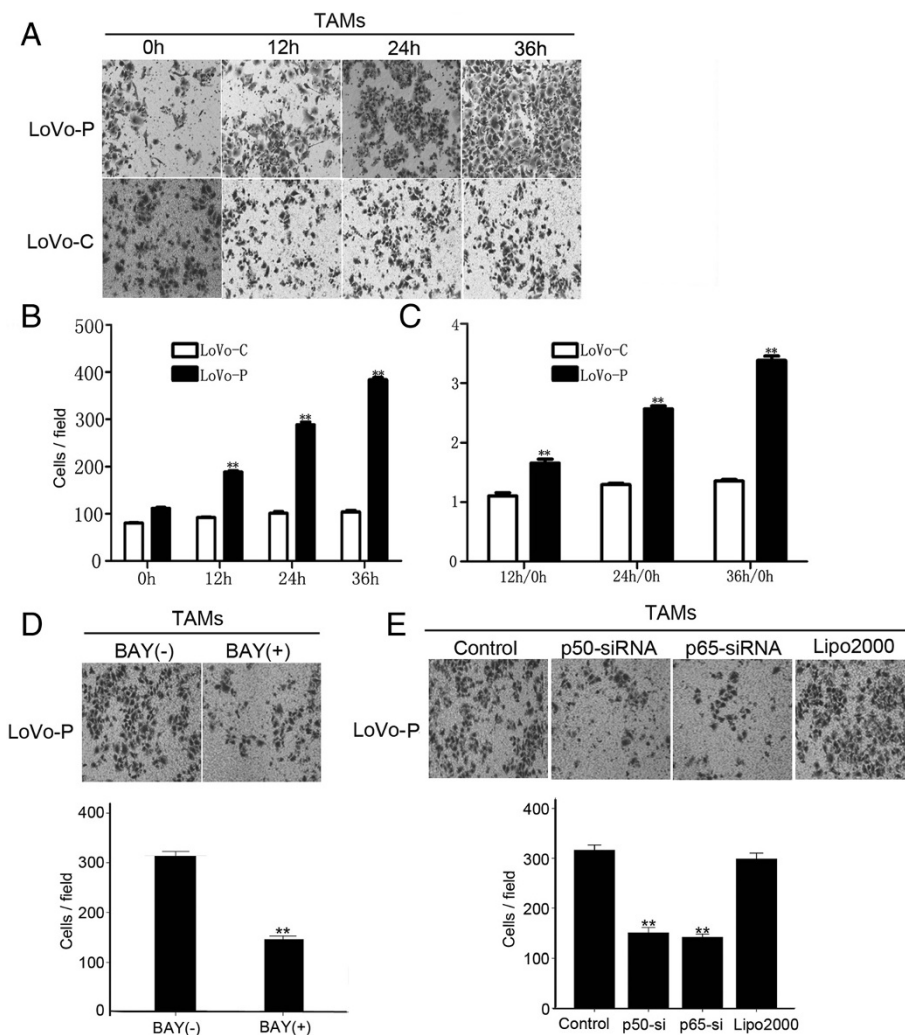 A
TAMs
0h 12h 24h 36h
LoVo-P
LoVo-C
B
C
500
400
300
200
100
0
Cells / field
LoVo-C
LoVo-P
**
**
**
0h 12h 24h 36h
4
3
2
1
0
LoVo-C
LoVo-P
**
**
**
12h/0h 24h/0h 36h/0h
D
TAMs
BAY(-) BAY(+)
LoVo-P
400
300
200
100
0
Cells / field
**
BAY(-) BAY(+)
E
TAMs
Control p50-siRNA p65-siRNA Lipo2000
LoVo-P
400
300
200
100
0
Cells / field
** **
Control p50-si p65-si Lipo2000